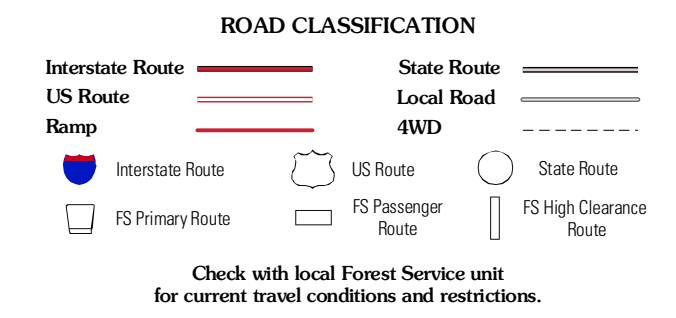 ROAD CLASSIFICATION
Interstate Route
State Route
US Route
Local Road
Ramp
4WD
Interstate Route
US Route
State Route
FS Primary Route
FS Passenger
Route
FS High Clearance
Route
Check with local Forest Service unit
for current travel conditions and restrictions.